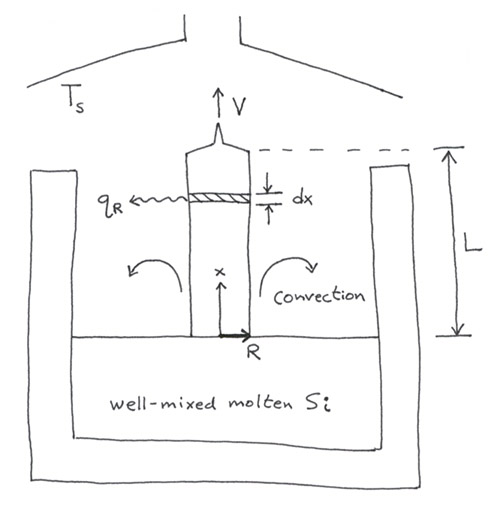 Ts
V
qR
dx
L
x
Convection
R
well-mixed molten Si